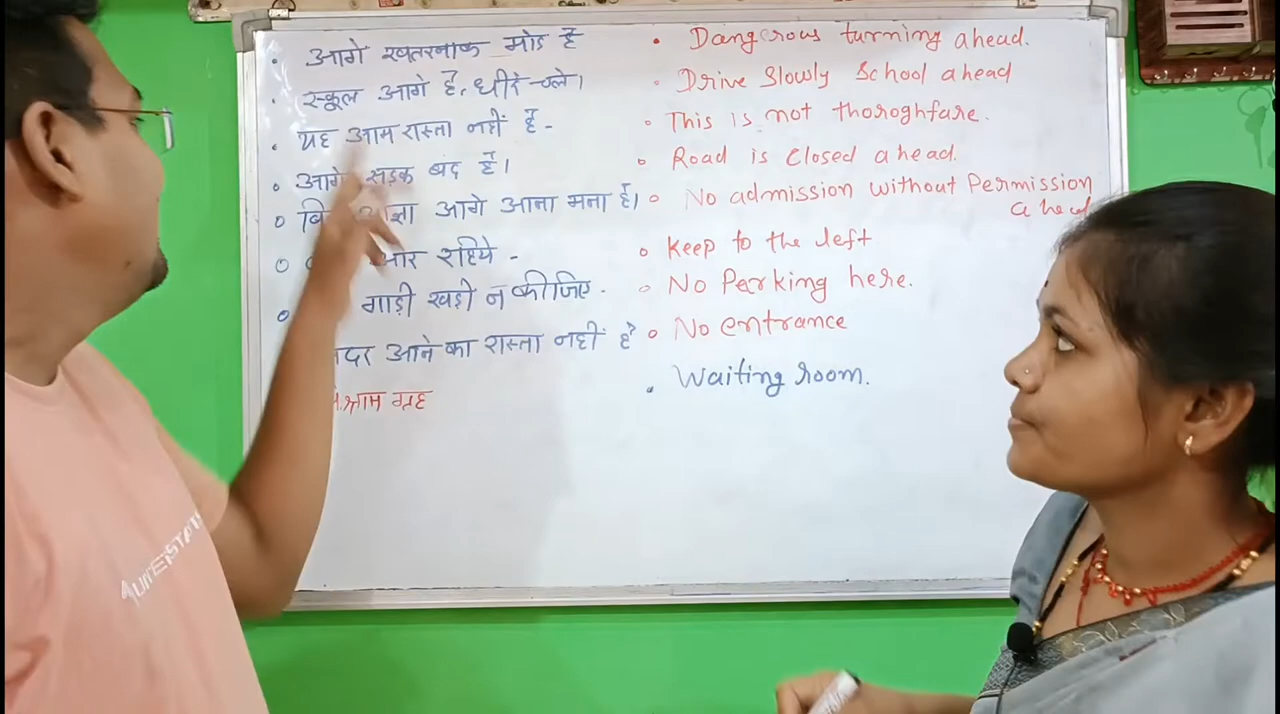 आगे खतरनाक मोड है
Dangerous turning ahead.
स्कूल आगे है, धीरे चले।
Drive Slowly School ahead
यह आम रास्ता नहीं है -
This is not thoroghfare.
आगे सड़क बंद है।
Road is Closed ahead.
आगे आना मना है।
No admission without Permission
ahead
ओर रहिये -
Keep to the left
गाड़ी खड़ी न कीजिए.
No Parking here.
आने का रास्ता नहीं है
No entrance
Waiting room.